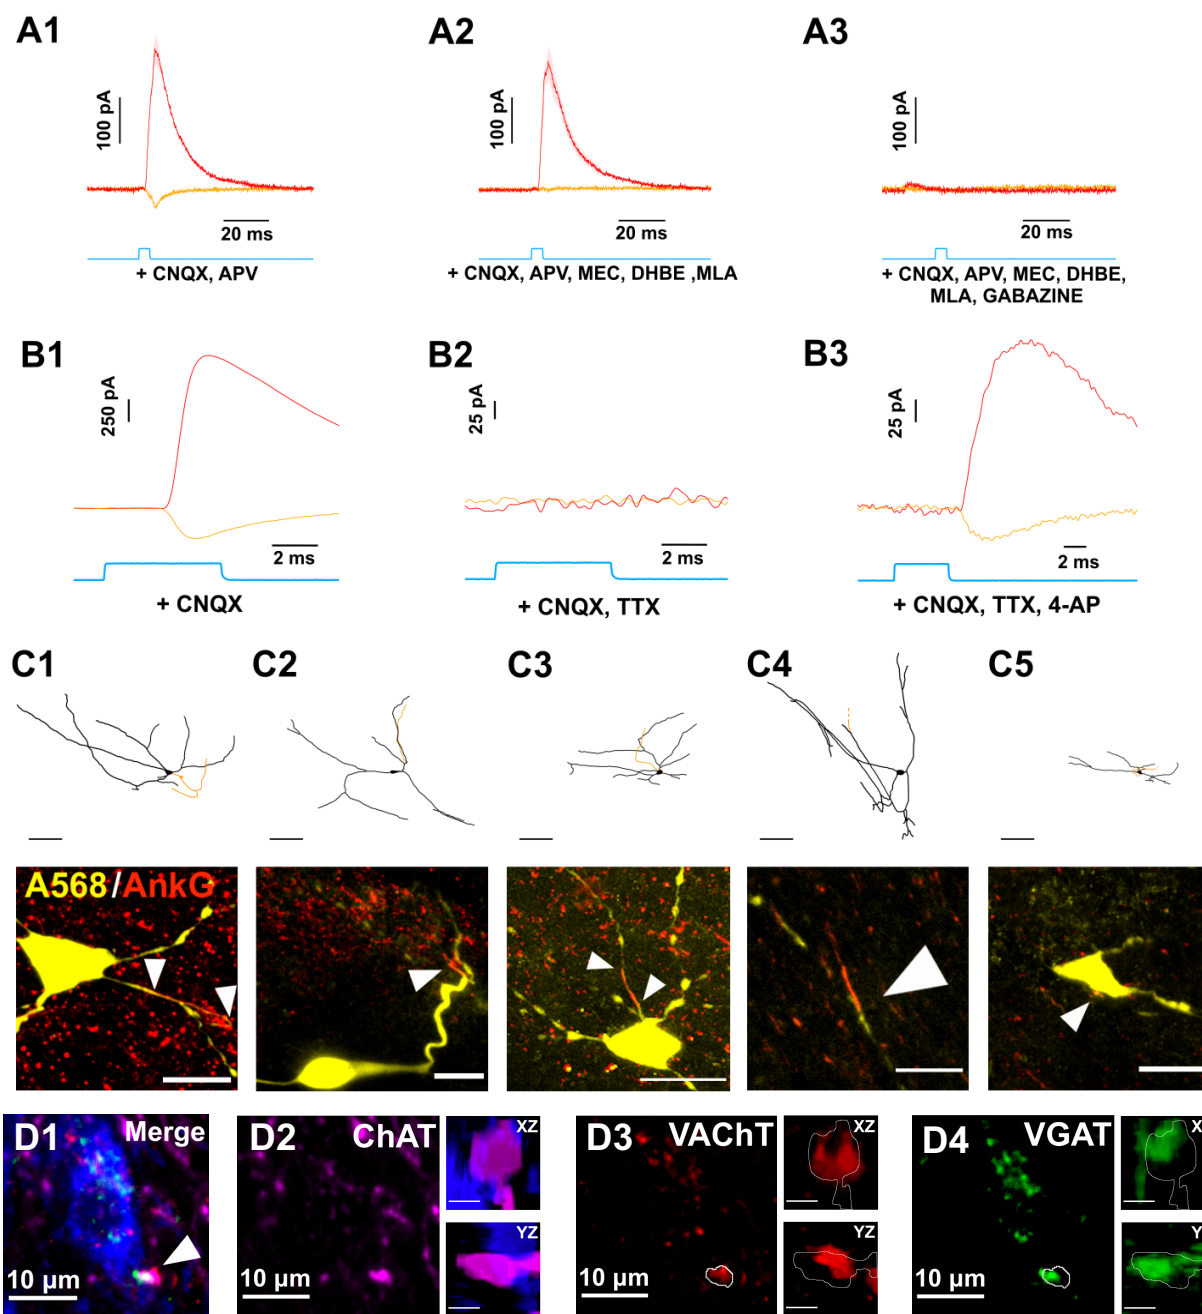 A1
A2
A3
100 pA
100 pA
100 pA
20 ms
20 ms
20 ms
+ CNQX, APV
+ CNQX, APV, MEC, DHBE ,MLA
+ CNQX, APV, MEC, DHBE,
MLA, GABAZINE
B1
B2
B3
250 pA
25 pA
25 pA
2 ms
2 ms
2 ms
+ CNQX
+ CNQX, TTX
+ CNQX, TTX, 4-AP
C1
C2
C3
C4
C5
A568/AnkG
D1
Merge
10 µm
D2
ChAT
10 µm
XZ
YZ
D3
VAChT
10 µm
XZ
YZ
D4
VGAT
10 µm
X
Y